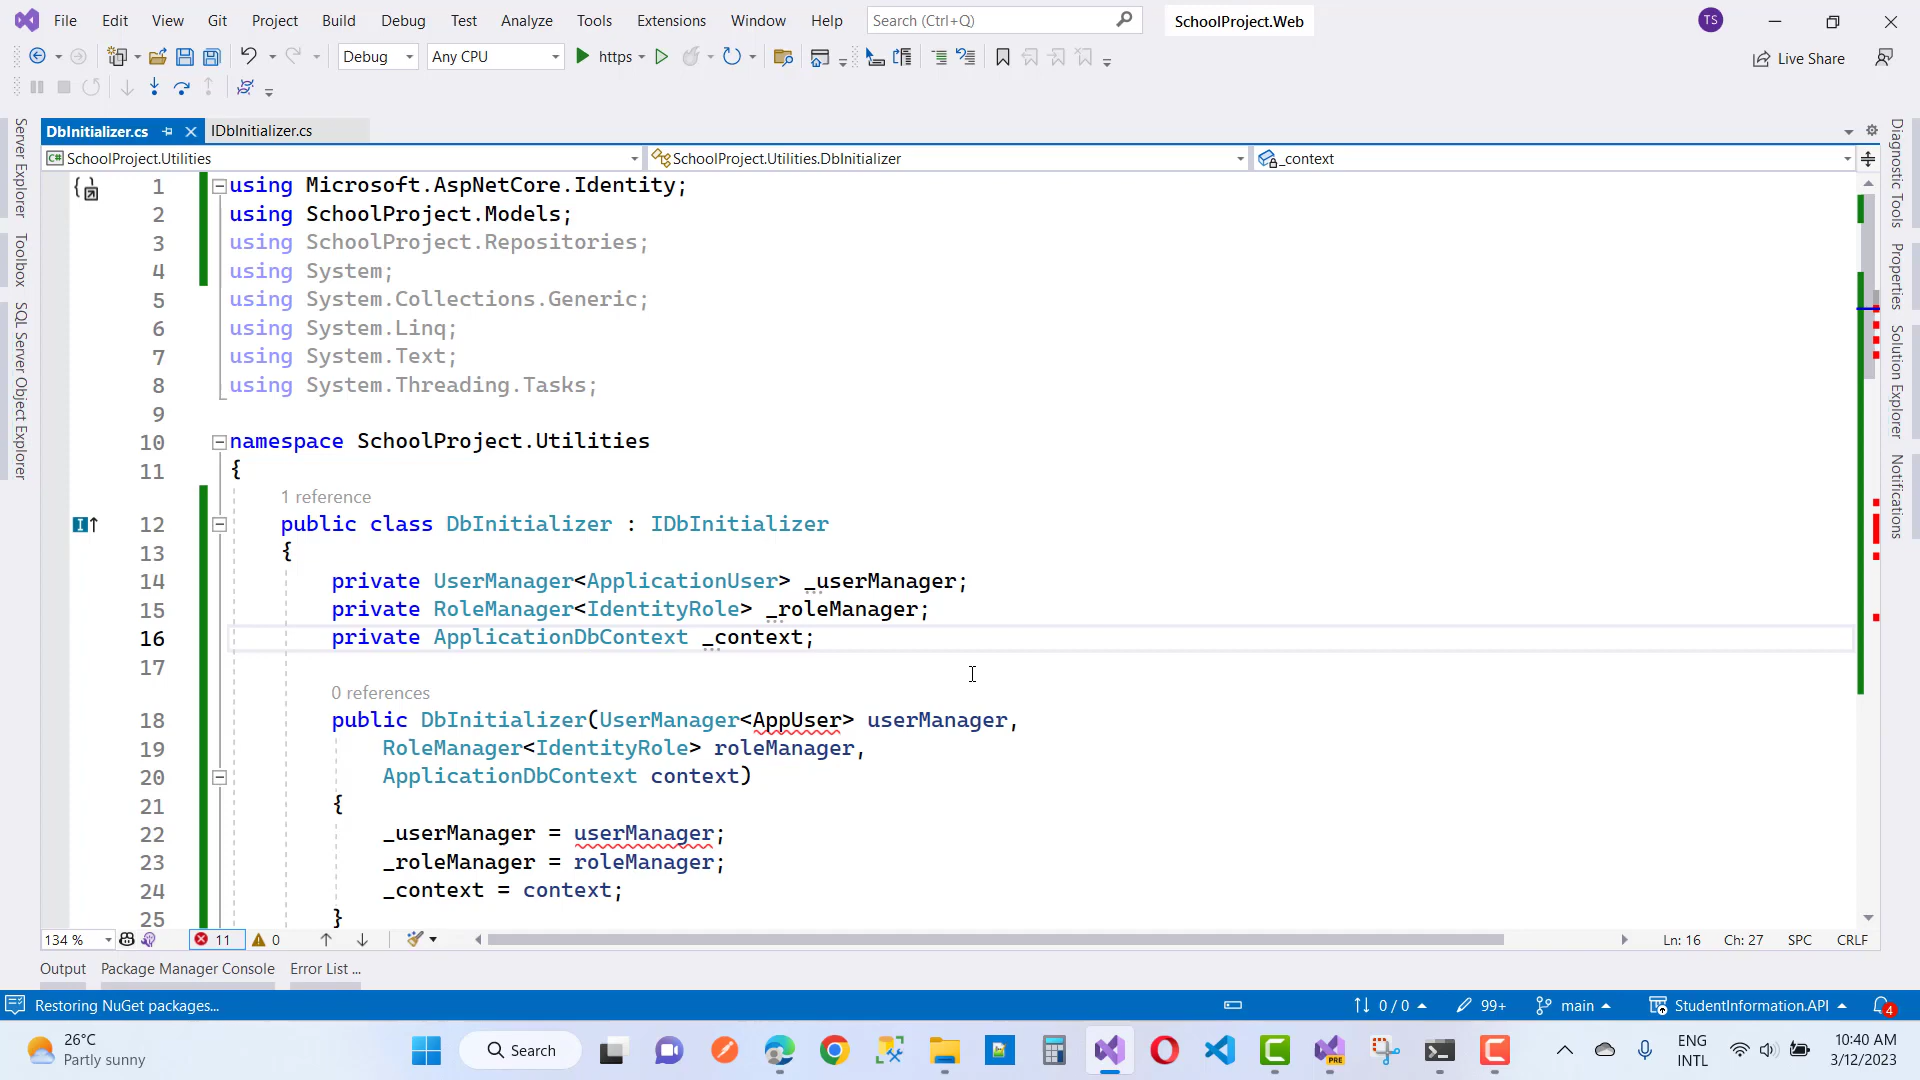 File Edit View Git Project Build Debug Test Analyze Tools Extensions Window Help Search (Ctrl+Q) SchoolProject.Web TS
Debug Any CPU https Live Share
DbInitializer.cs IDbInitializer.cs
C# SchoolProject.Utilities SchoolProject.Utilities.DbInitializer _context
1 using Microsoft.AspNetCore.Identity;
2 using SchoolProject.Models;
3 using SchoolProject.Repositories;
4 using System;
5 using System.Collections.Generic;
6 using System.Linq;
7 using System.Text;
8 using System.Threading.Tasks;
9
10 namespace SchoolProject.Utilities
11 {
1 reference
12 public class DbInitializer : IDbInitializer
13 {
14 private UserManager<ApplicationUser> _userManager;
15 private RoleManager<IdentityRole> _roleManager;
16 private ApplicationDbContext _context;
17
0 references
18 public DbInitializer(UserManager<AppUser> userManager,
19 RoleManager<IdentityRole> roleManager,
20 ApplicationDbContext context)
21 {
22 _userManager = userManager;
23 _roleManager = roleManager;
24 _context = context;
25 }
Server Explorer
Toolbox
SQL Server Object Explorer
Diagnostic Tools
Properties
Solution Explorer
Notifications
134 % 11 0 Ln: 16 Ch: 27 SPC CRLF
Output Package Manager Console Error List ...
Restoring NuGet packages... 0 / 0 99+ main StudentInformation.API 4
26°C
Partly sunny
Search
PRE
ENG
INTL
10:40 AM
3/12/2023